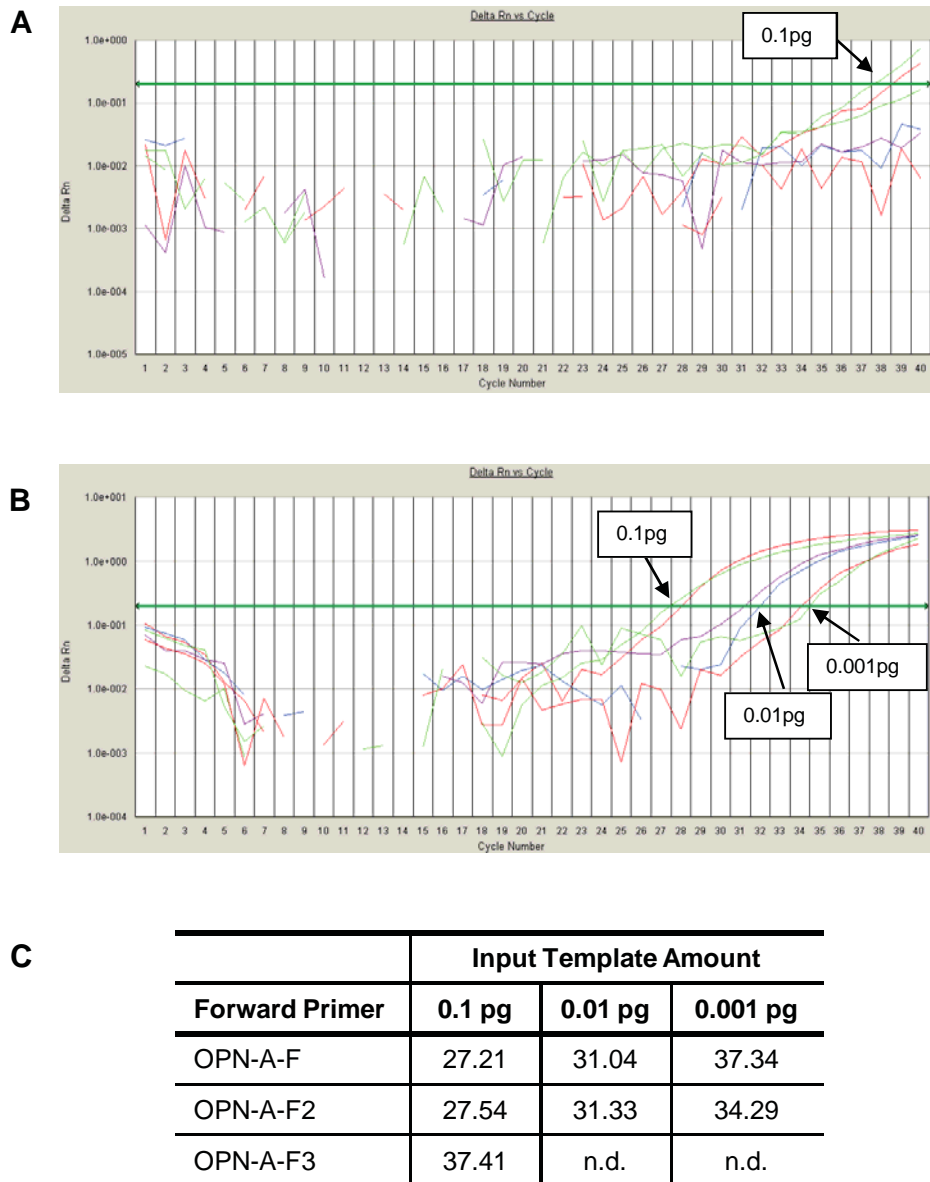 A
Delta Rn vs Cycle
0.1pg
1.0e+000
1.0e-001
1.0e-002
1.0e-003
1.0e-004
1.0e-005
Delta Rn
1 2 3 4 5 6 7 8 9 10 11 12 13 14 15 16 17 18 19 20 21 22 23 24 25 26 27 28 29 30 31 32 33 34 35 36 37 38 39 40
Cycle Number
B
Delta Rn vs Cycle
1.0e+001
0.1pg
1.0e+000
1.0e-001
0.001pg
1.0e-002
0.01pg
1.0e-003
1.0e-004
Delta Rn
1 2 3 4 5 6 7 8 9 10 11 12 13 14 15 16 17 18 19 20 21 22 23 24 25 26 27 28 29 30 31 32 33 34 35 36 37 38 39 40
Cycle Number
C
Input Template Amount
Forward Primer 0.1 pg 0.01 pg 0.001 pg
OPN-A-F 27.21 31.04 37.34
OPN-A-F2 27.54 31.33 34.29
OPN-A-F3 37.41 n.d. n.d.